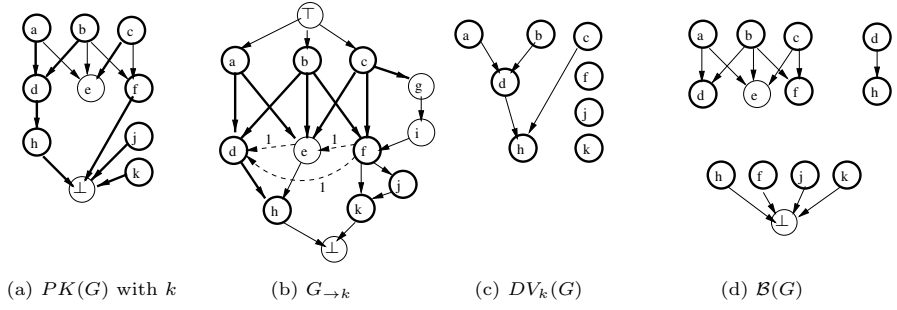 a b c
d e f
h j
k
⊥
⊤
a b c
g
i
d 1 e 1 f
1
j
h k
⊥
a b c
d f
j
h k
a b c d
d e f h
h f j k
⊥
(a) PK(G) with k (b) G→k (c) DVk(G) (d) B(G)